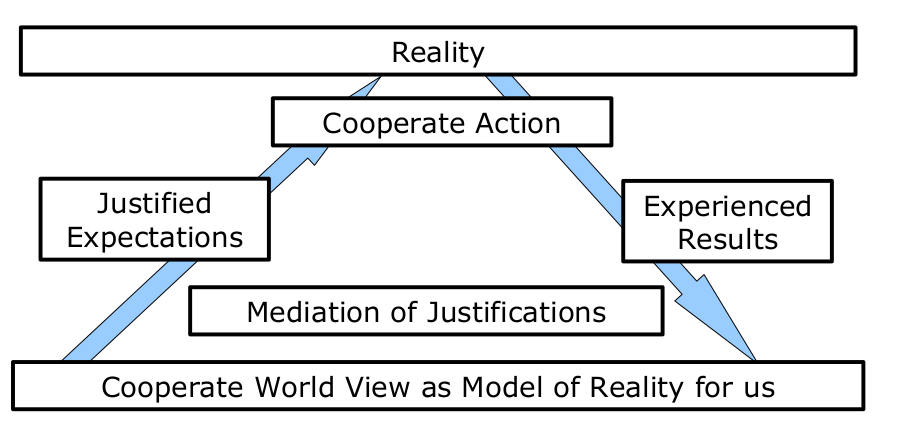 Reality
Cooperate Action
Justified
Expectations
Experienced
Results
Mediation of Justifications
Cooperate World View as Model of Reality for us